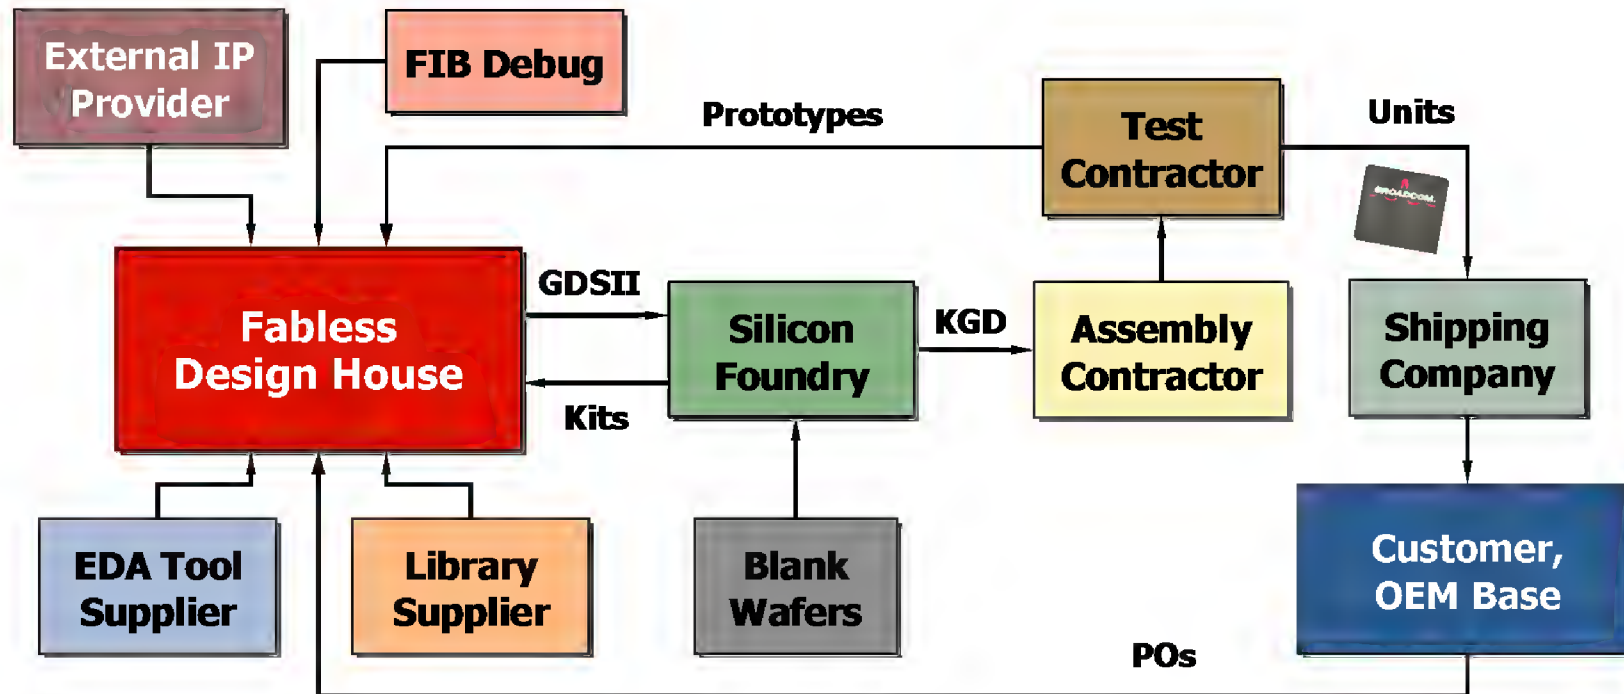 External IP
Provider
FIB Debug
Prototypes
Test
Contractor
Units
BROADCOM.
Fabless
Design House
GDSII
Kits
Silicon
Foundry
KGD
Assembly
Contractor
Shipping
Company
EDA Tool
Supplier
Library
Supplier
Blank
Wafers
Customer,
OEM Base
POs